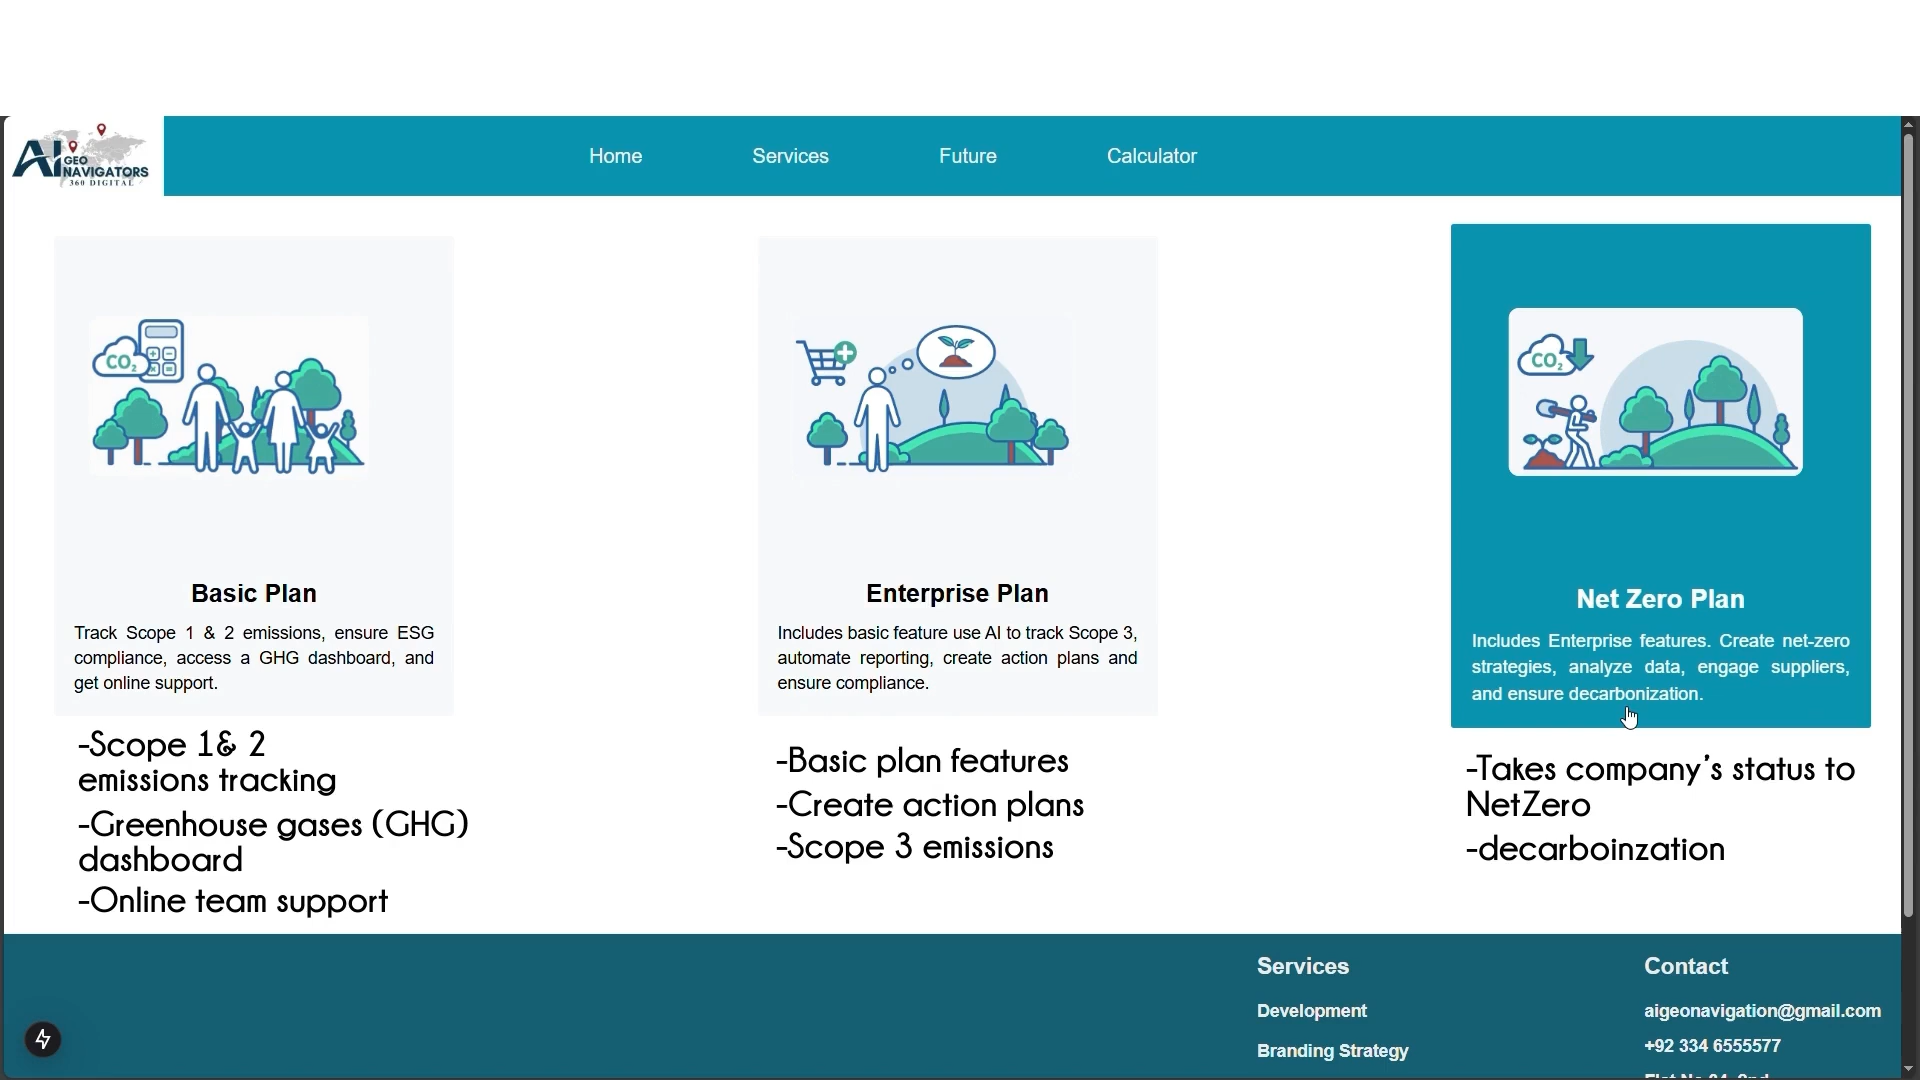 AI GEO
NAVIGATORS
360 DIGITAL
Home
Services
Future
Calculator
CO2
Basic Plan
Track Scope 1 & 2 emissions, ensure ESG
compliance, access a GHG dashboard, and
get online support.
-Scope 1& 2
emissions tracking
-Greenhouse gases (GHG)
dashboard
-Online team support
Enterprise Plan
Includes basic feature use AI to track Scope 3,
automate reporting, create action plans and
ensure compliance.
-Basic plan features
-Create action plans
-Scope 3 emissions
CO2
Net Zero Plan
Includes Enterprise features. Create net-zero
strategies, analyze data, engage suppliers,
and ensure decarbonization.
-Takes company's status to
NetZero
-decarboinzation
Services
Development
Branding Strategy
Contact
aigeonavigation@gmail.com
+92 334 6555577